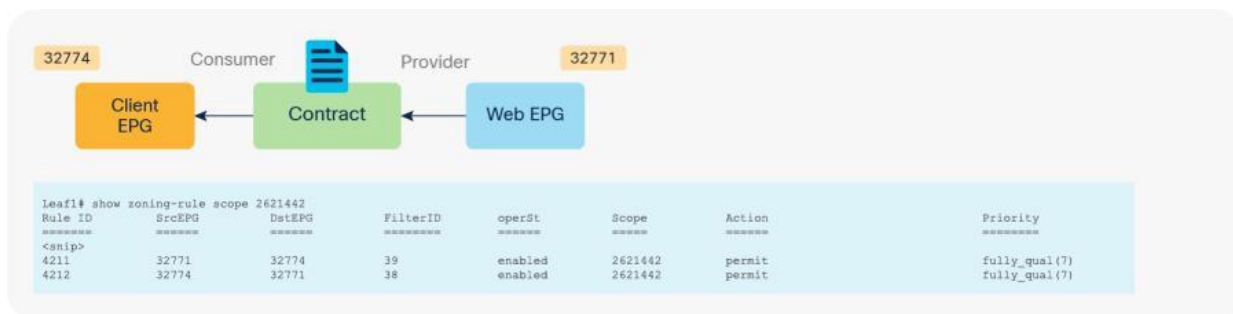 32774 Consumer Provider 32771
Client
EPG
Contract
Web EPG
Leaf1# show zoning-rule scope 2621442
Rule ID SrcEPG DstEPG FilterID operSt Scope Action Priority
======= ====== ====== ======== ====== ===== ====== ========
<snip>
4211 32771 32774 39 enabled 2621442 permit fully_qual(7)
4212 32774 32771 38 enabled 2621442 permit fully_qual(7)